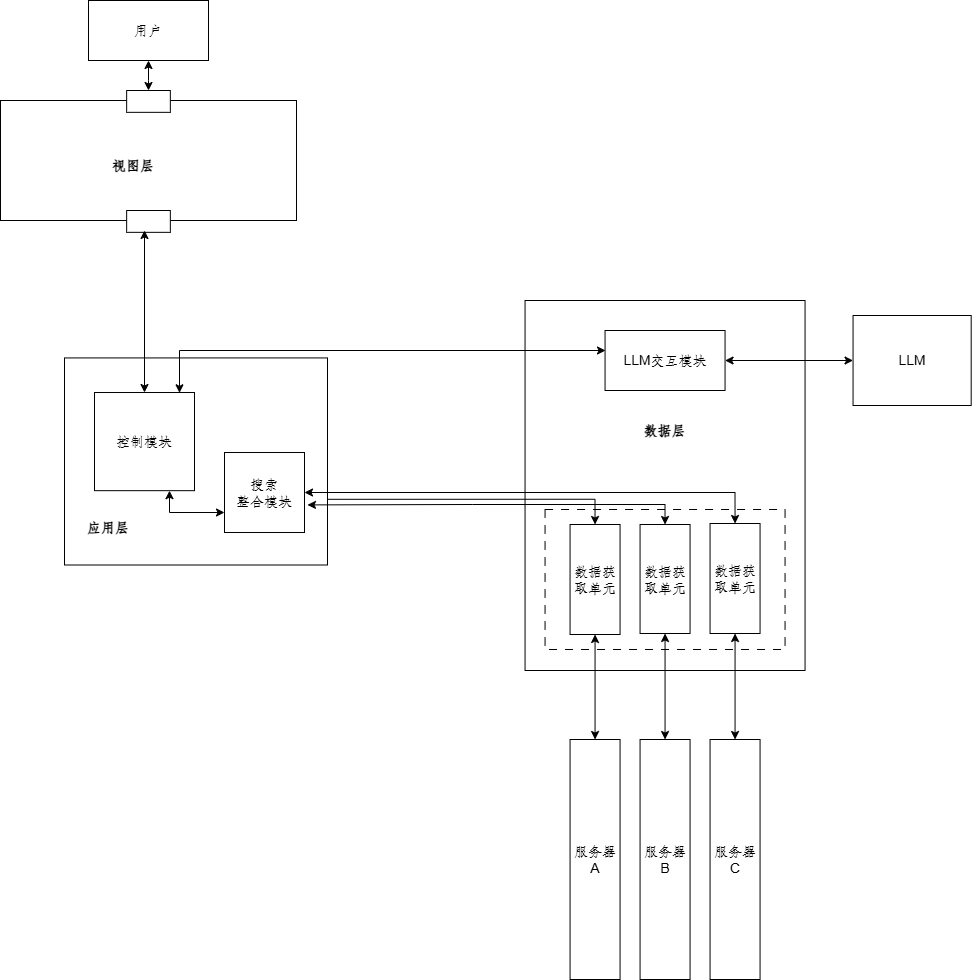 用户
视图层
LLM交互模块
LLM
数据层
控制模块
搜索
整合模块
应用层
数据获
取单元
数据获
取单元
数据获
取单元
服务器
A
服务器
B
服务器
C